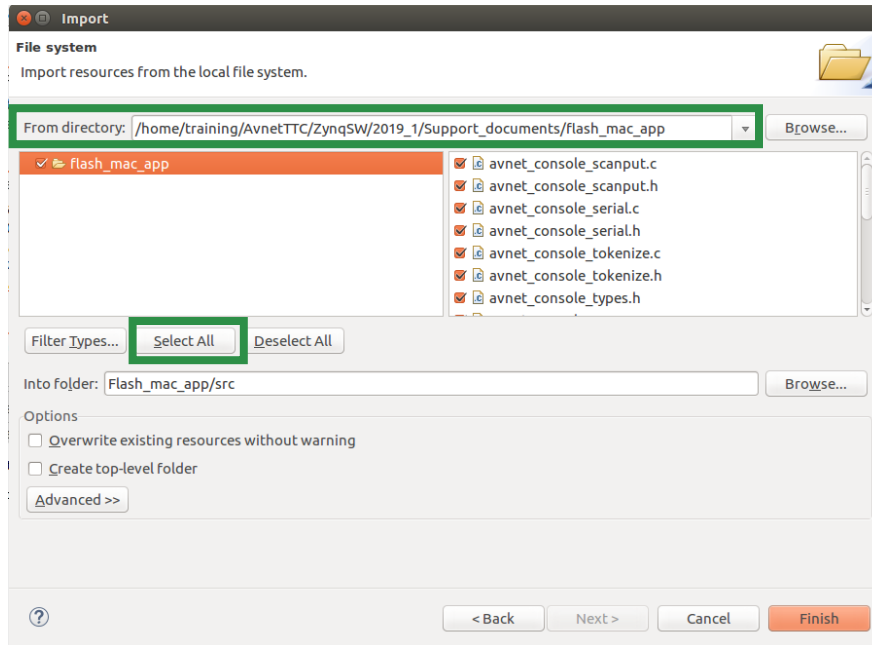 Import
File system
Import resources from the local file system.
From directory: /home/training/AvnetTTC/ZynqSW/2019_1/Support_documents/flash_mac_app Browse...
flash_mac_app
avnet_console_scanput.c
avnet_console_scanput.h
avnet_console_serial.c
avnet_console_serial.h
avnet_console_tokenize.c
avnet_console_tokenize.h
avnet_console_types.h
Filter Types... Select All Deselect All
Into folder: Flash_mac_app/src Browse...
Options
Overwrite existing resources without warning
Create top-level folder
Advanced >>
? < Back Next > Cancel Finish